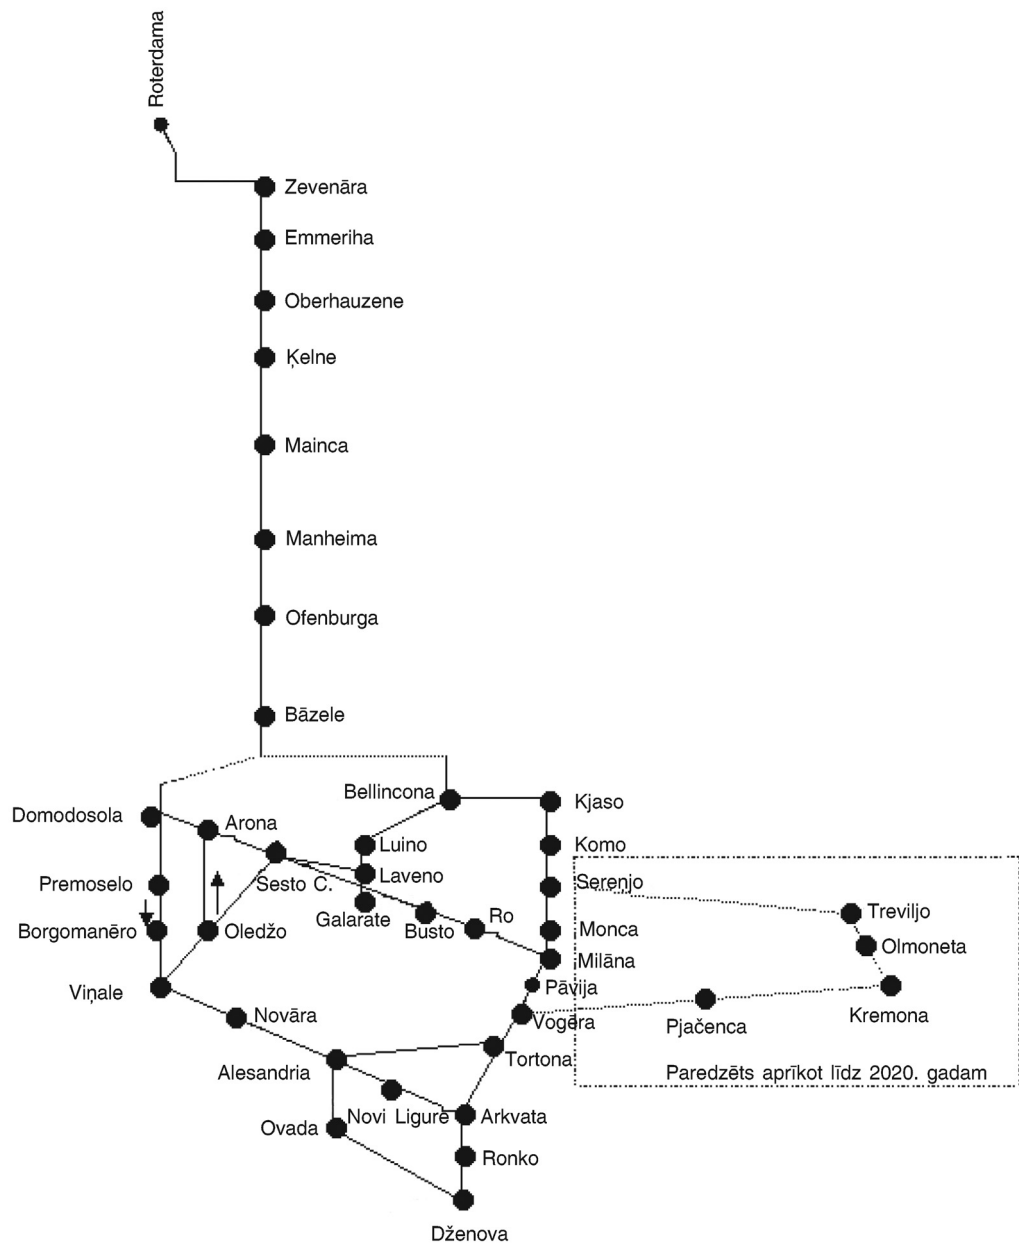 Roterdama
Zevenāra
Emmeriha
Oberhauzene
Ķelne
Mainca
Manheima
Ofenburga
Bāzele
Bellincona
Kjaso
Domodosola
Arona
Luino
Komo
Sesto C.
Laveno
Serenjo
Premoselo
Galarate
Busto
Ro
Treviljo
Borgomanēro
Oledžo
Monca
Olmoneta
Milāna
Viņale
Pāvija
Novāra
Vogēra
Pjačenca
Kremona
Alesandria
Tortona
Paredzēts aprīkot līdz 2020. gadam
Ovada
Novi Ligure
Arkvata
Ronko
Dženova